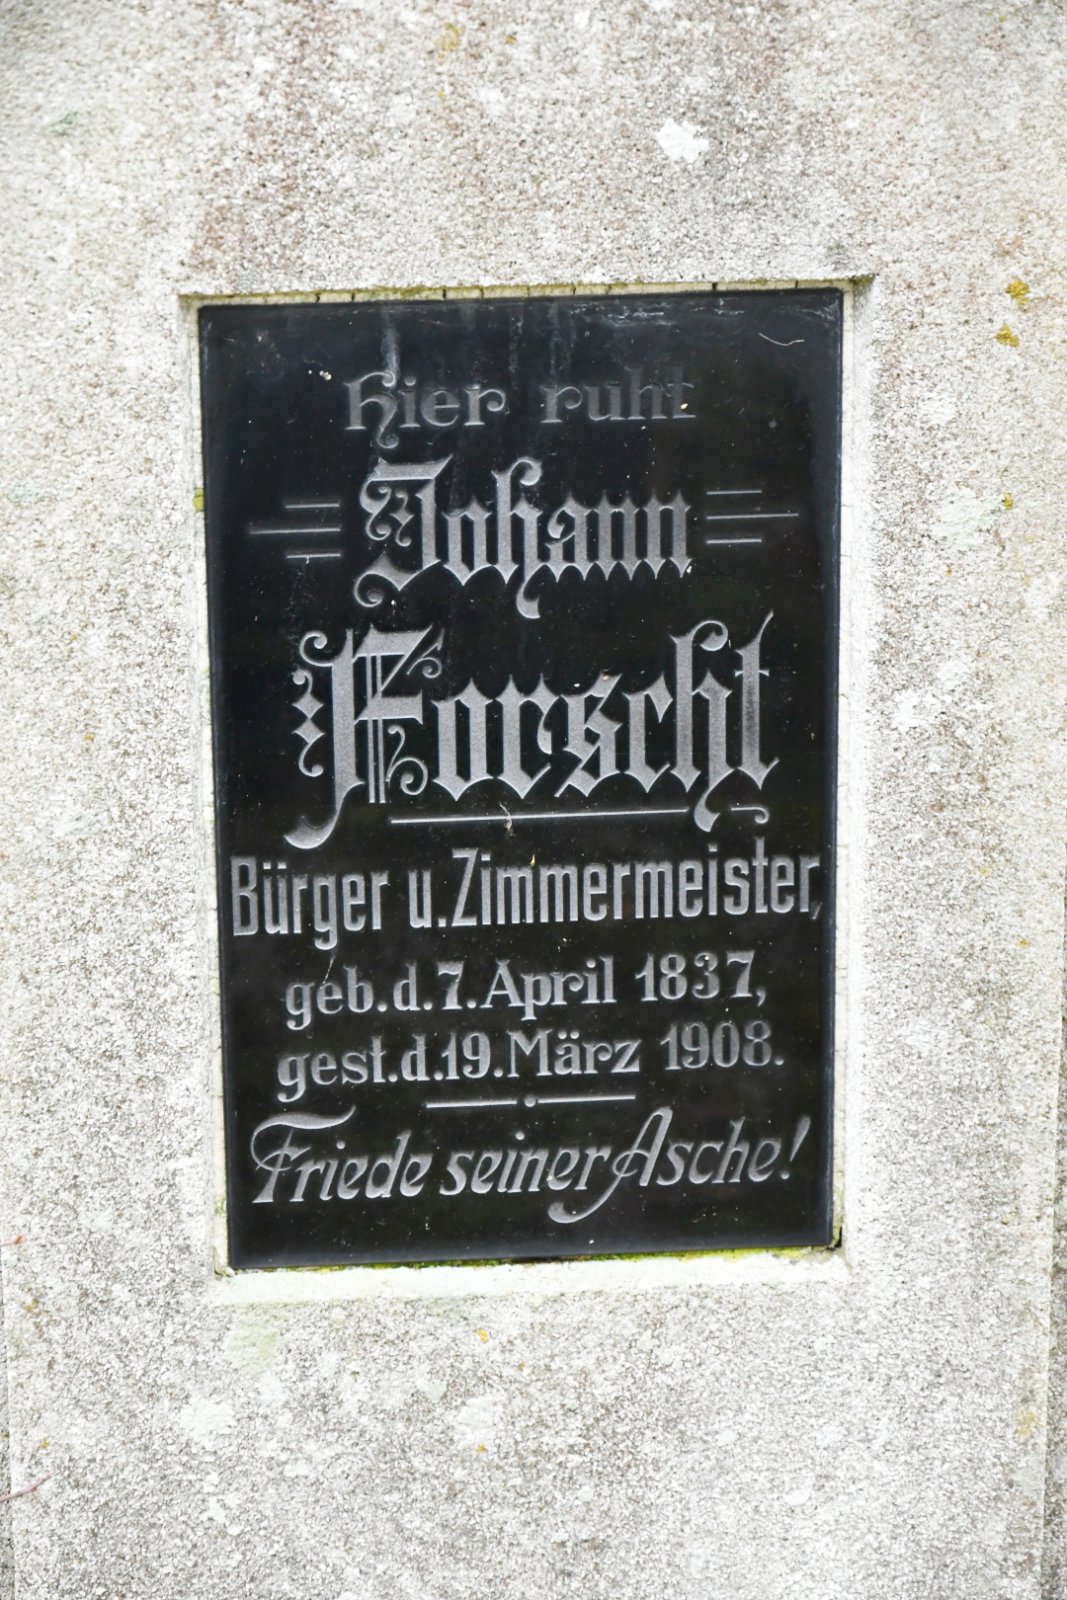 Hier ruht
Johann
Forscht
Bürger u. Zimmermeister,
geb. d. 7. April 1837,
gest. d. 19. März 1908.
Friede seiner Asche!